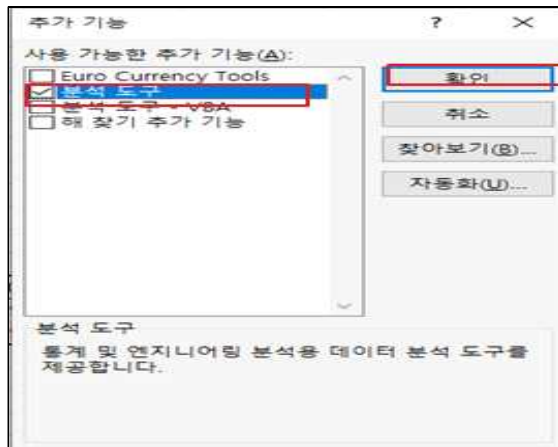 추가 기능 ? ×
사용 가능한 추가 기능(A):
Euro Currency Tools
분석 도구
분석 도구 - VBA
해 찾기 추가 기능
확인
취소
찾아보기(B)...
자동화(U)...
분석 도구
통계 및 엔지니어링 분석용 데이터 분석 도구를
제공합니다.